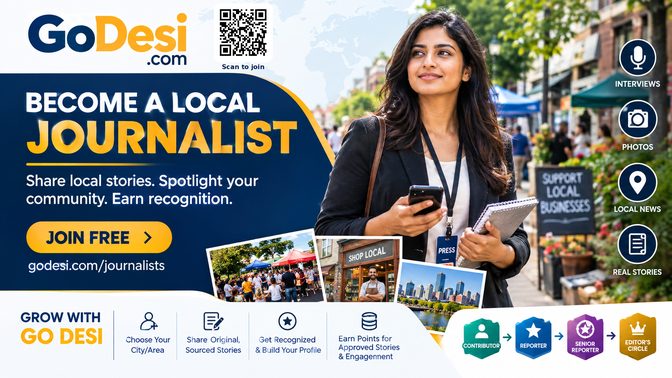 GoDesi
.com
Scan to join
BECOME A LOCAL
JOURNALIST
Share local stories. Spotlight your
community. Earn recognition.
JOIN FREE >
godesi.com/journalists
INTERVIEWS
PHOTOS
LOCAL NEWS
REAL STORIES
SUPPORT
LOCAL
BUSINESSES
PRESS
SHOP LOCAL
GROW WITH
GO DESI
Choose Your
City/Area
Share Original,
Sourced Stories
Get Recognized
& Build Your Profile
Earn Points for
Approved Stories
& Engagement
CONTRIBUTOR
REPORTER
SENIOR
REPORTER
EDITOR'S
CIRCLE